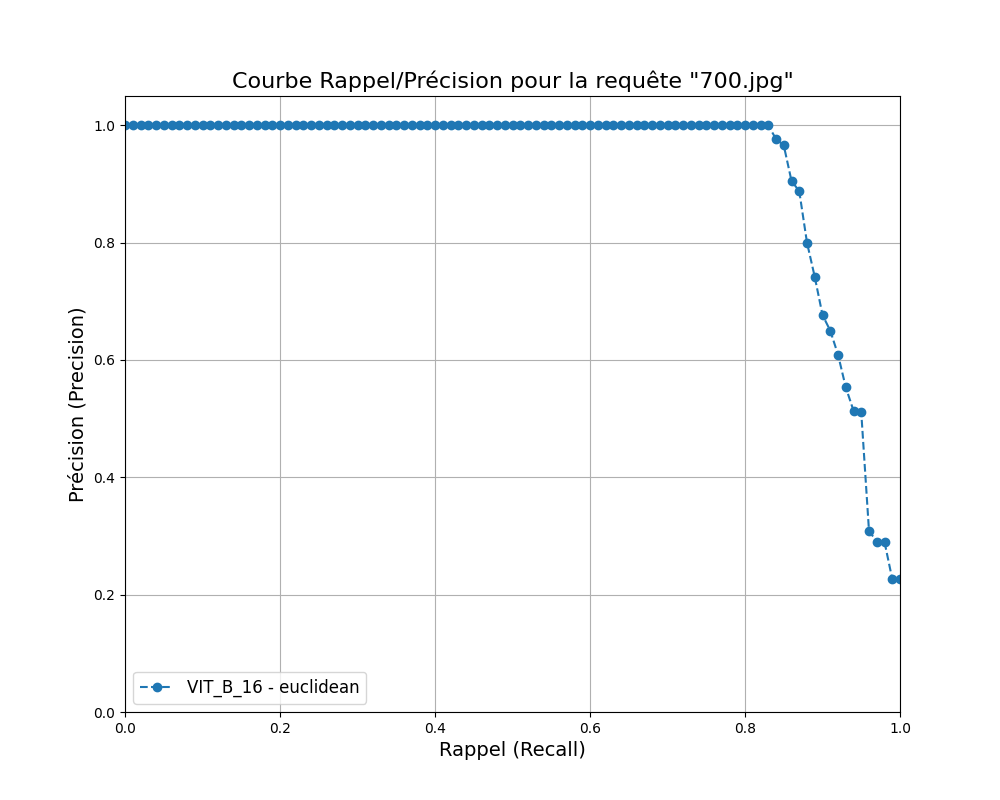 Courbe Rappel/Précision pour la requête "700.jpg"
Précision (Precision)
1.0
0.8
0.6
0.4
0.2
0.0
VIT_B_16 - euclidean
0.0 0.2 0.4 0.6 0.8 1.0
Rappel (Recall)